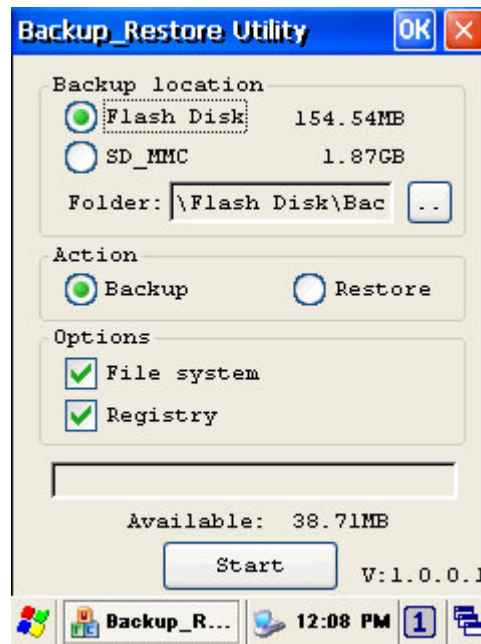 Backup_Restore Utility OK
Backup location
Flash Disk 154.54MB
SD_MMC 1.87GB
Folder: \Flash Disk\Bac ..
Action
Backup Restore
Options
File system
Registry
Available: 38.71MB
Start
V:1.0.0.1
Backup_R... 12:08 PM 1